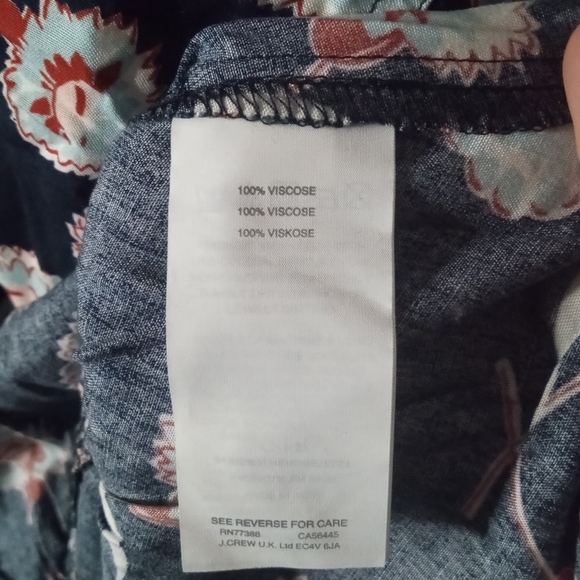 100% VISCOSE
100% VISCOSE
100% VISKOSE
SEE REVERSE FOR CARE
RN77388 CA56445
J.CREW U.K. Ltd EC4V 6JA